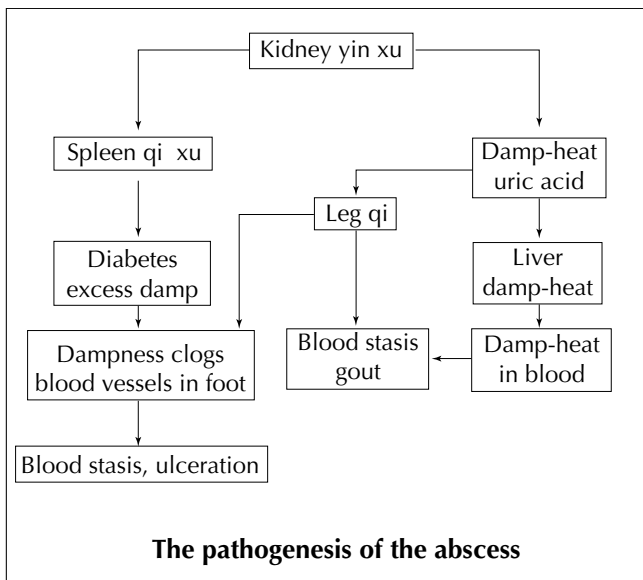 Kidney yin xu
Spleen qi xu
Damp-heat
uric acid
Leg qi
Diabetes
excess damp
Liver
damp-heat
Dampness clogs
blood vessels in foot
Blood stasis
gout
Damp-heat
in blood
Blood stasis, ulceration
The pathogenesis of the abscess